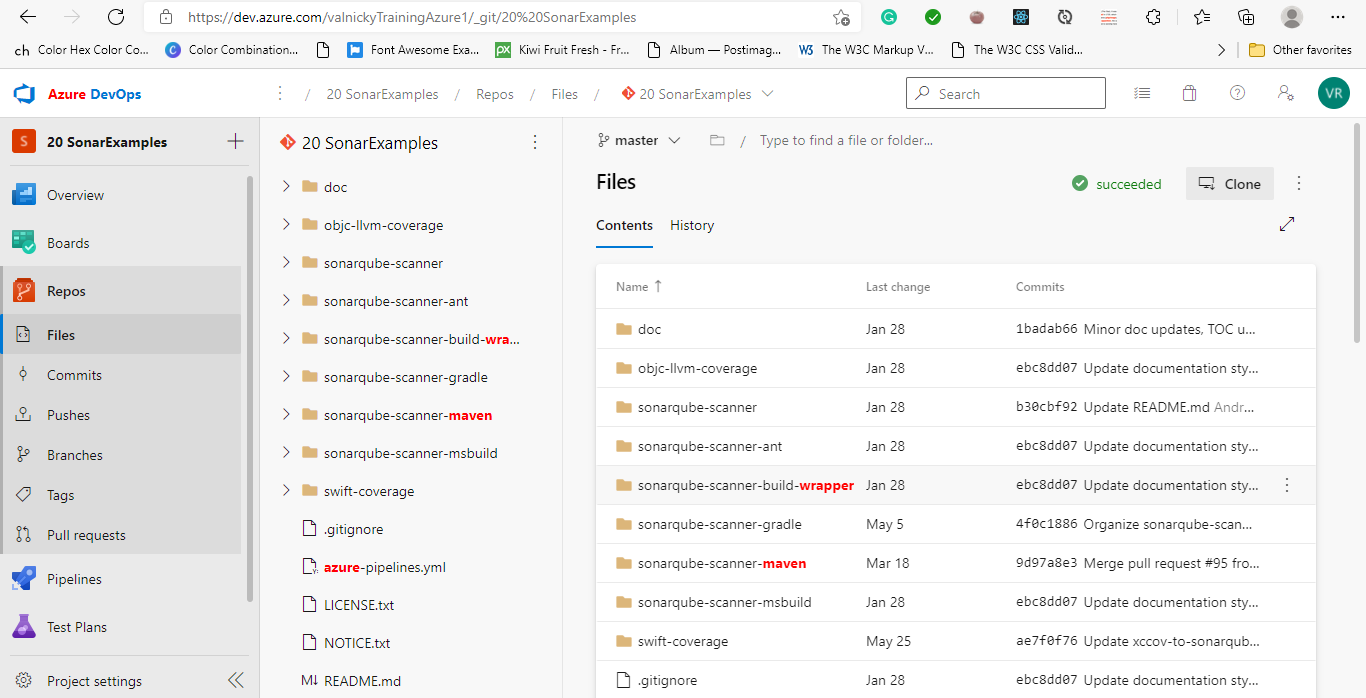 https://dev.azure.com/valnickyTrainingAzure1/_git/20%20SonarExamples
ch Color Hex Color Co... Color Combination... Font Awesome Exa... Kiwi Fruit Fresh - Fr... Album — Postimag... The W3C Markup V... The W3C CSS Valid... Other favorites
Azure DevOps
/ 20 SonarExamples / Repos / Files / 20 SonarExamples
Search
VR
S 20 SonarExamples
Overview
Boards
Repos
Files
Commits
Pushes
Branches
Tags
Pull requests
Pipelines
Test Plans
Project settings
20 SonarExamples
doc
objc-llvm-coverage
sonarqube-scanner
sonarqube-scanner-ant
sonarqube-scanner-build-wra...
sonarqube-scanner-gradle
sonarqube-scanner-maven
sonarqube-scanner-msbuild
swift-coverage
.gitignore
azure-pipelines.yml
LICENSE.txt
NOTICE.txt
README.md
master / Type to find a file or folder...
Files
succeeded
Clone
Contents History
Name Last change Commits
doc Jan 28 1badab66 Minor doc updates, TOC u...
objc-llvm-coverage Jan 28 ebc8dd07 Update documentation sty...
sonarqube-scanner Jan 28 b30cbf92 Update README.md Andr...
sonarqube-scanner-ant Jan 28 ebc8dd07 Update documentation sty...
sonarqube-scanner-build-wrapper Jan 28 ebc8dd07 Update documentation sty...
sonarqube-scanner-gradle May 5 4f0c1886 Organize sonarqube-scan...
sonarqube-scanner-maven Mar 18 9d97a8e3 Merge pull request #95 fro...
sonarqube-scanner-msbuild Jan 28 ebc8dd07 Update documentation sty...
swift-coverage May 25 ae7f0f76 Update xccov-to-sonarqub...
.gitignore Jan 28 ebc8dd07 Update documentation sty...